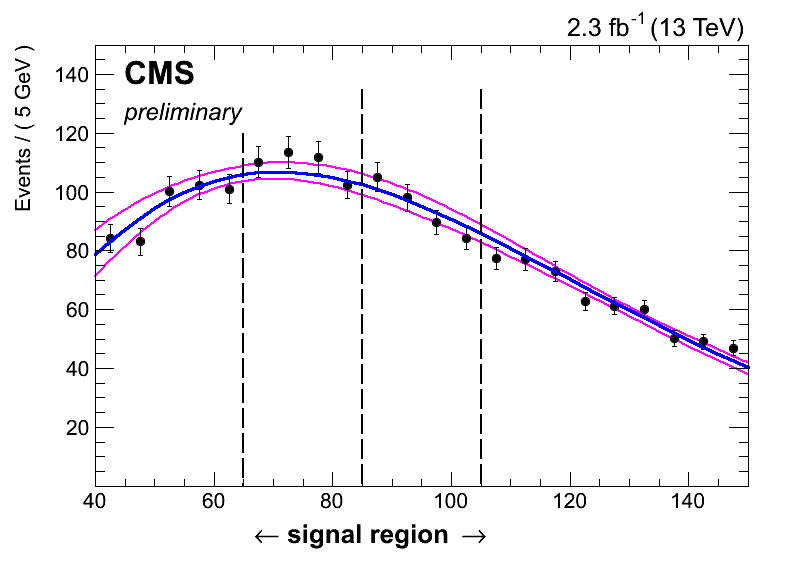 2.3 fb-1 (13 TeV)
Events / ( 5 GeV )
CMS
preliminary
140
120
100
80
60
40
20
40 60 80 100 120 140
← signal region →